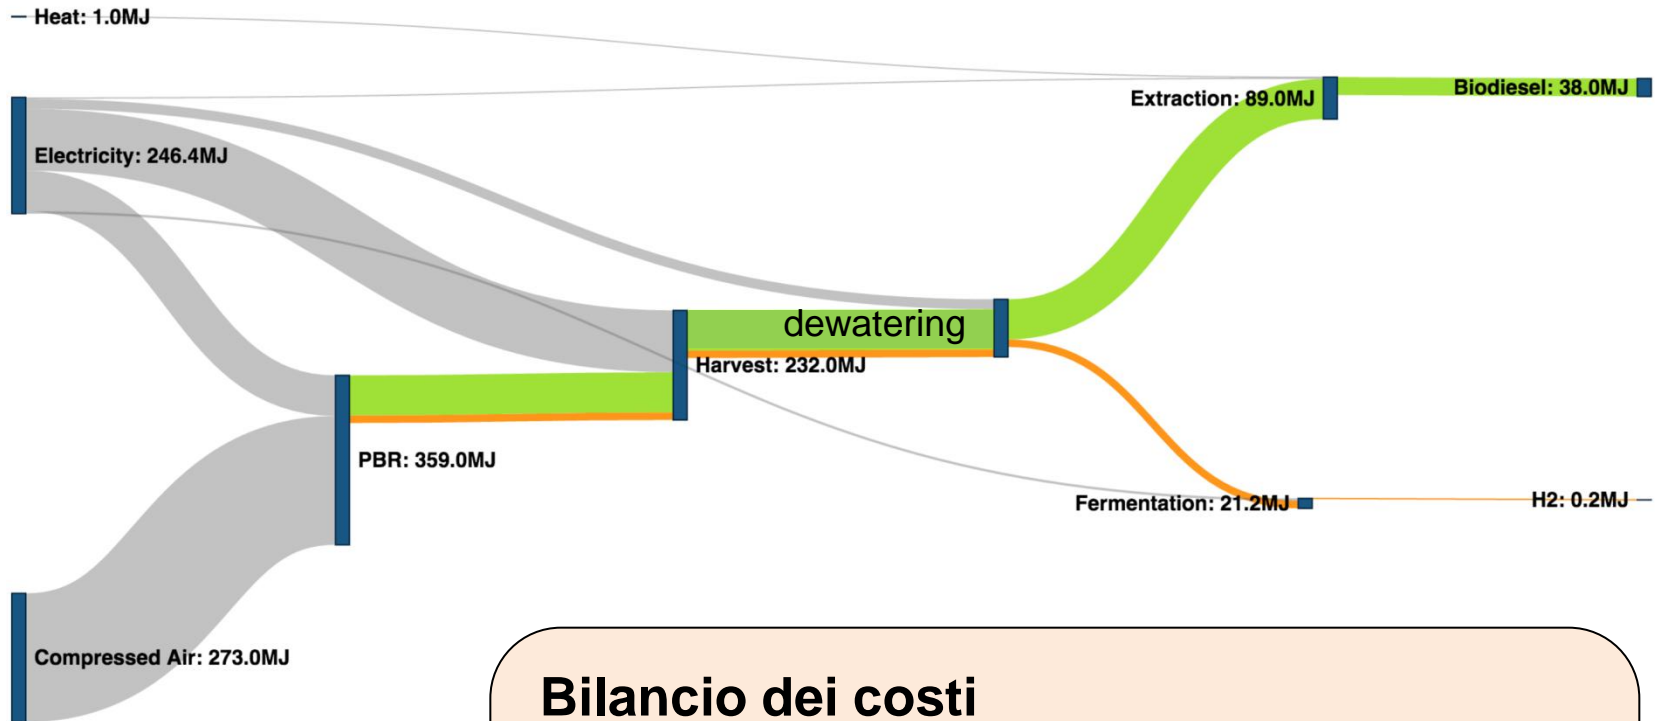 Heat: 1.0MJ
Extraction: 89.0MJ
Biodiesel: 38.0MJ
Electricity: 246.4MJ
dewatering
Harvest: 232.0MJ
PBR: 359.0MJ
Fermentation: 21.2MJ
H2: 0.2MJ
Compressed Air: 273.0MJ
Bilancio dei costi